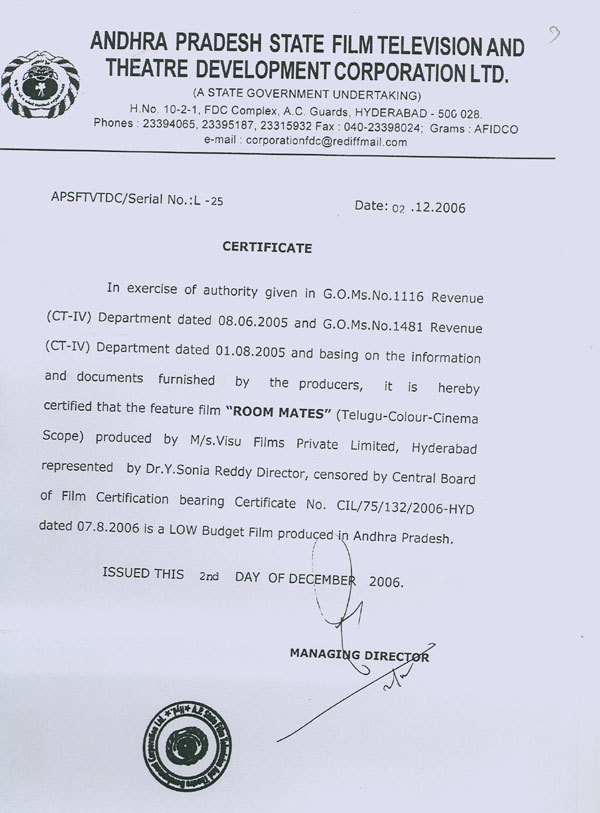 ANDHRA PRADESH STATE FILM TELEVISION AND
THEATRE DEVELOPMENT CORPORATION LTD.
(A STATE GOVERNMENT UNDERTAKING)
H.No. 10-2-1, FDC Complex, A.C. Guards, HYDERABAD - 500 028.
Phones : 23394065, 23395187, 23315932 Fax : 040-23398024; Grams : AFIDCO
e-mail : corporationfdc@rediffmail.com
APSFTVTDC/Serial No.:L -25
Date: 02 .12.2006
CERTIFICATE
In exercise of authority given in G.O.Ms.No.1116 Revenue
(CT-IV) Department dated 08.06.2005 and G.O.Ms.No.1481 Revenue
(CT-IV) Department dated 01.08.2005 and basing on the information
and documents furnished by the producers, it is hereby
certified that the feature film "ROOM MATES" (Telugu-Colour-Cinema
Scope) produced by M/s.Visu Films Private Limited, Hyderabad
represented by Dr.Y.Sonia Reddy Director, censored by Central Board
of Film Certification bearing Certificate No. CIL/75/132/2006-HYD
dated 07.8.2006 is a LOW Budget Film produced in Andhra Pradesh.
ISSUED THIS 2nd DAY OF DECEMBER 2006.
MANAGING DIRECTOR